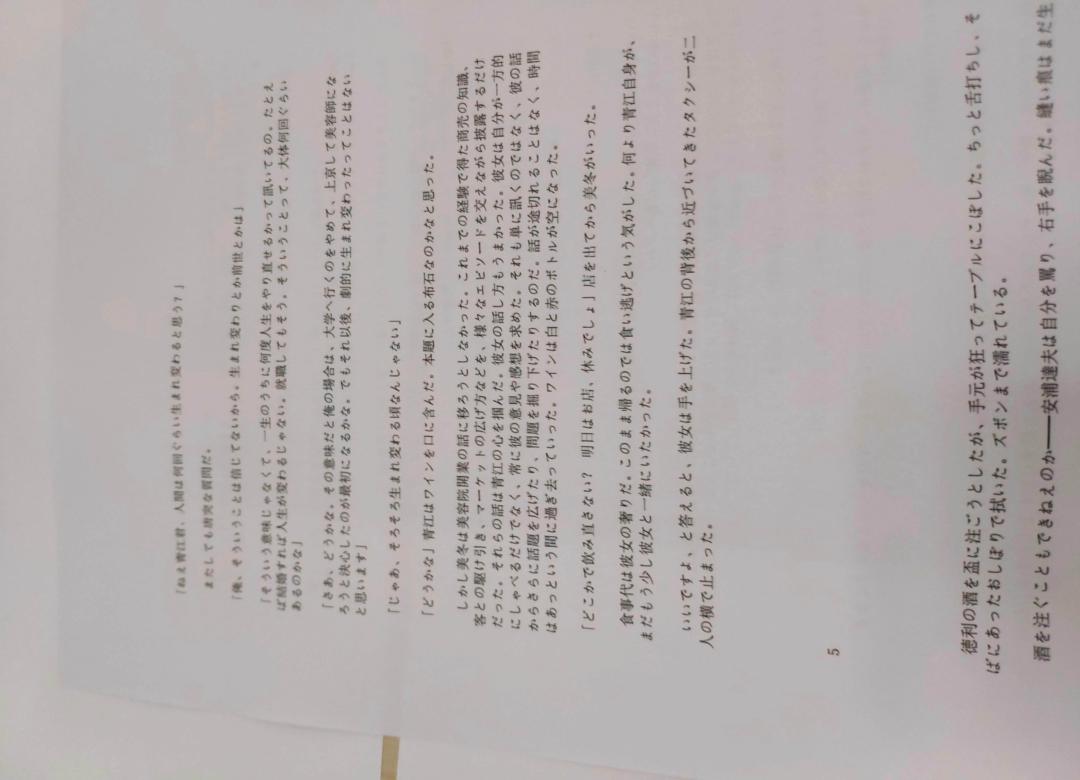 「ねえ青江君、人間は何回ぐらい生まれ変わると思う？」
またしても唐突な質問だ。
「俺、そういうことは信じてないから。生まれ変わりとか前世とかは」
「そういう意味じゃなくて、一生のうちに何度人生をやり直せるかって訊いてるの。たとえ
ば結婚すれば人生が変わるじゃない。就職してもそう。そういうことって、大体何回ぐらい
あるのかな」
「さあ、どうかな。その意味だと俺の場合は、大学へ行くのをやめて、上京して美容師にな
ろうと決心したのが最初になるかな。でもそれ以後、劇的に生まれ変わったってことはない
と思います」
「じゃあ、そろそろ生まれ変わる頃なんじゃない」
「どうかな」青江はワインを口に含んだ。本題に入る布石なのかなと思った。
しかし美冬は美容院開業の話に移ろうとしなかった。これまでの経験で得た商売の知識、
客との駆け引き、マーケットの広げ方などを、様々なエピソードを交えながら披露するだけ
だった。それらの話は青江の心を掴んだ。彼女の話し方もうまかった。彼女は自分が一方的
にしゃべるだけでなく、常に彼の意見や感想を求めた。それも単に訊くのではなく、彼の話
からさらに話題を広げたり、問題を掘り下げたりするのだ。話が途切れることはなく、時間
はあっという間に過ぎ去っていった。ワインは白と赤のボトルが空になった。
「どこかで飲み直さない？　明日はお店、休みでしょ」店を出てから美冬がいった。
食事代は彼女の奢りだ。このまま帰るのでは食い逃げという気がした。何より青江自身が、
まだもう少し彼女と一緒にいたかった。
いいですよ、と答えると、彼女は手を上げた。青江の背後から近づいてきたタクシーが二
人の横で止まった。
5
徳利の酒を盃に注ごうとしたが、手元が狂ってテーブルにこぼした。ちっと舌打ちし、そ
ばにあったおしぼりで拭いた。ズボンまで濡れている。
酒を注ぐこともできねえのか――安浦達夫は自分を罵り、右手を睨んだ。縫い痕はまだ生